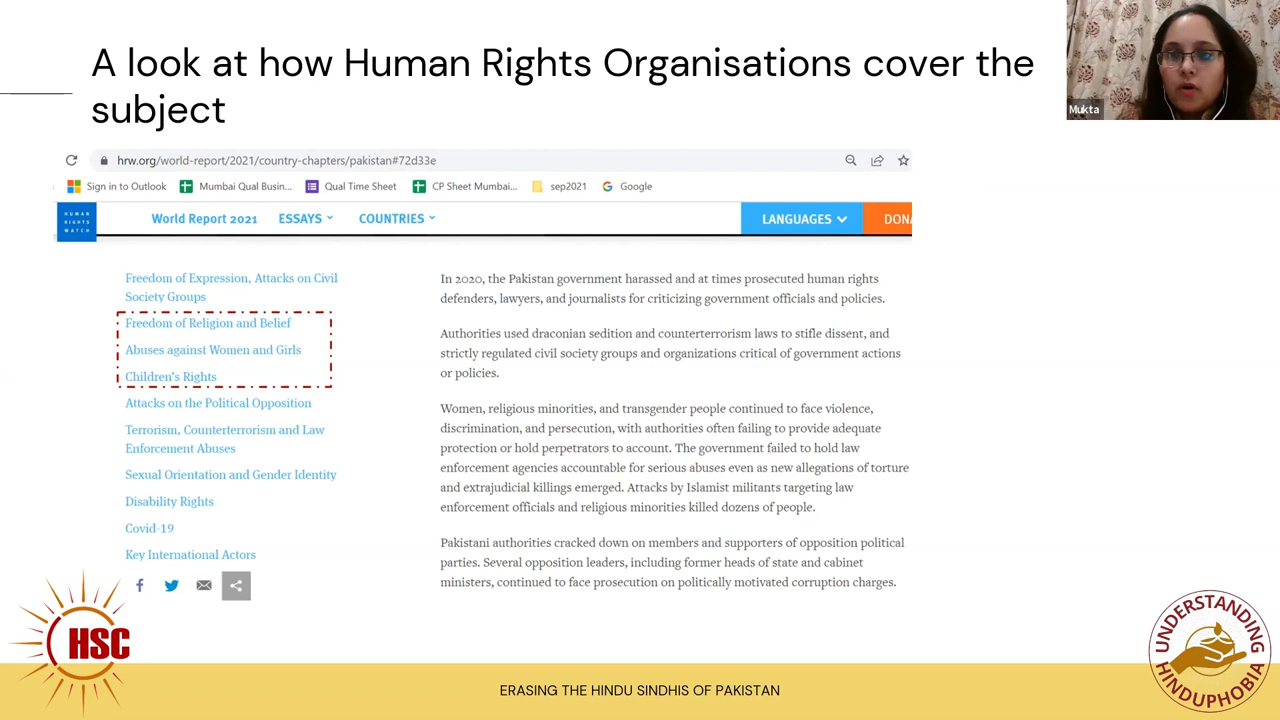 A look at how Human Rights Organisations cover the
subject
Mukta
hrw.org/world-report/2021/country-chapters/pakistan#72d33e
Sign in to Outlook
Mumbai Qual Busin...
Qual Time Sheet
CP Sheet Mumbai...
sep2021
Google
HUMAN
RIGHTS
WATCH
World Report 2021
ESSAYS
COUNTRIES
LANGUAGES
DONA
Freedom of Expression, Attacks on Civil
Society Groups
Freedom of Religion and Belief
Abuses against Women and Girls
Children's Rights
Attacks on the Political Opposition
Terrorism, Counterterrorism and Law
Enforcement Abuses
Sexual Orientation and Gender Identity
Disability Rights
Covid-19
Key International Actors
In 2020, the Pakistan government harassed and at times prosecuted human rights
defenders, lawyers, and journalists for criticizing government officials and policies.
Authorities used draconian sedition and counterterrorism laws to stifle dissent, and
strictly regulated civil society groups and organizations critical of government actions
or policies.
Women, religious minorities, and transgender people continued to face violence,
discrimination, and persecution, with authorities often failing to provide adequate
protection or hold perpetrators to account. The government failed to hold law
enforcement agencies accountable for serious abuses even as new allegations of torture
and extrajudicial killings emerged. Attacks by Islamist militants targeting law
enforcement officials and religious minorities killed dozens of people.
Pakistani authorities cracked down on members and supporters of opposition political
parties. Several opposition leaders, including former heads of state and cabinet
ministers, continued to face prosecution on politically motivated corruption charges.
HSC
UNDERSTANDING
HINDUPHOBIA
ERASING THE HINDU SINDHIS OF PAKISTAN